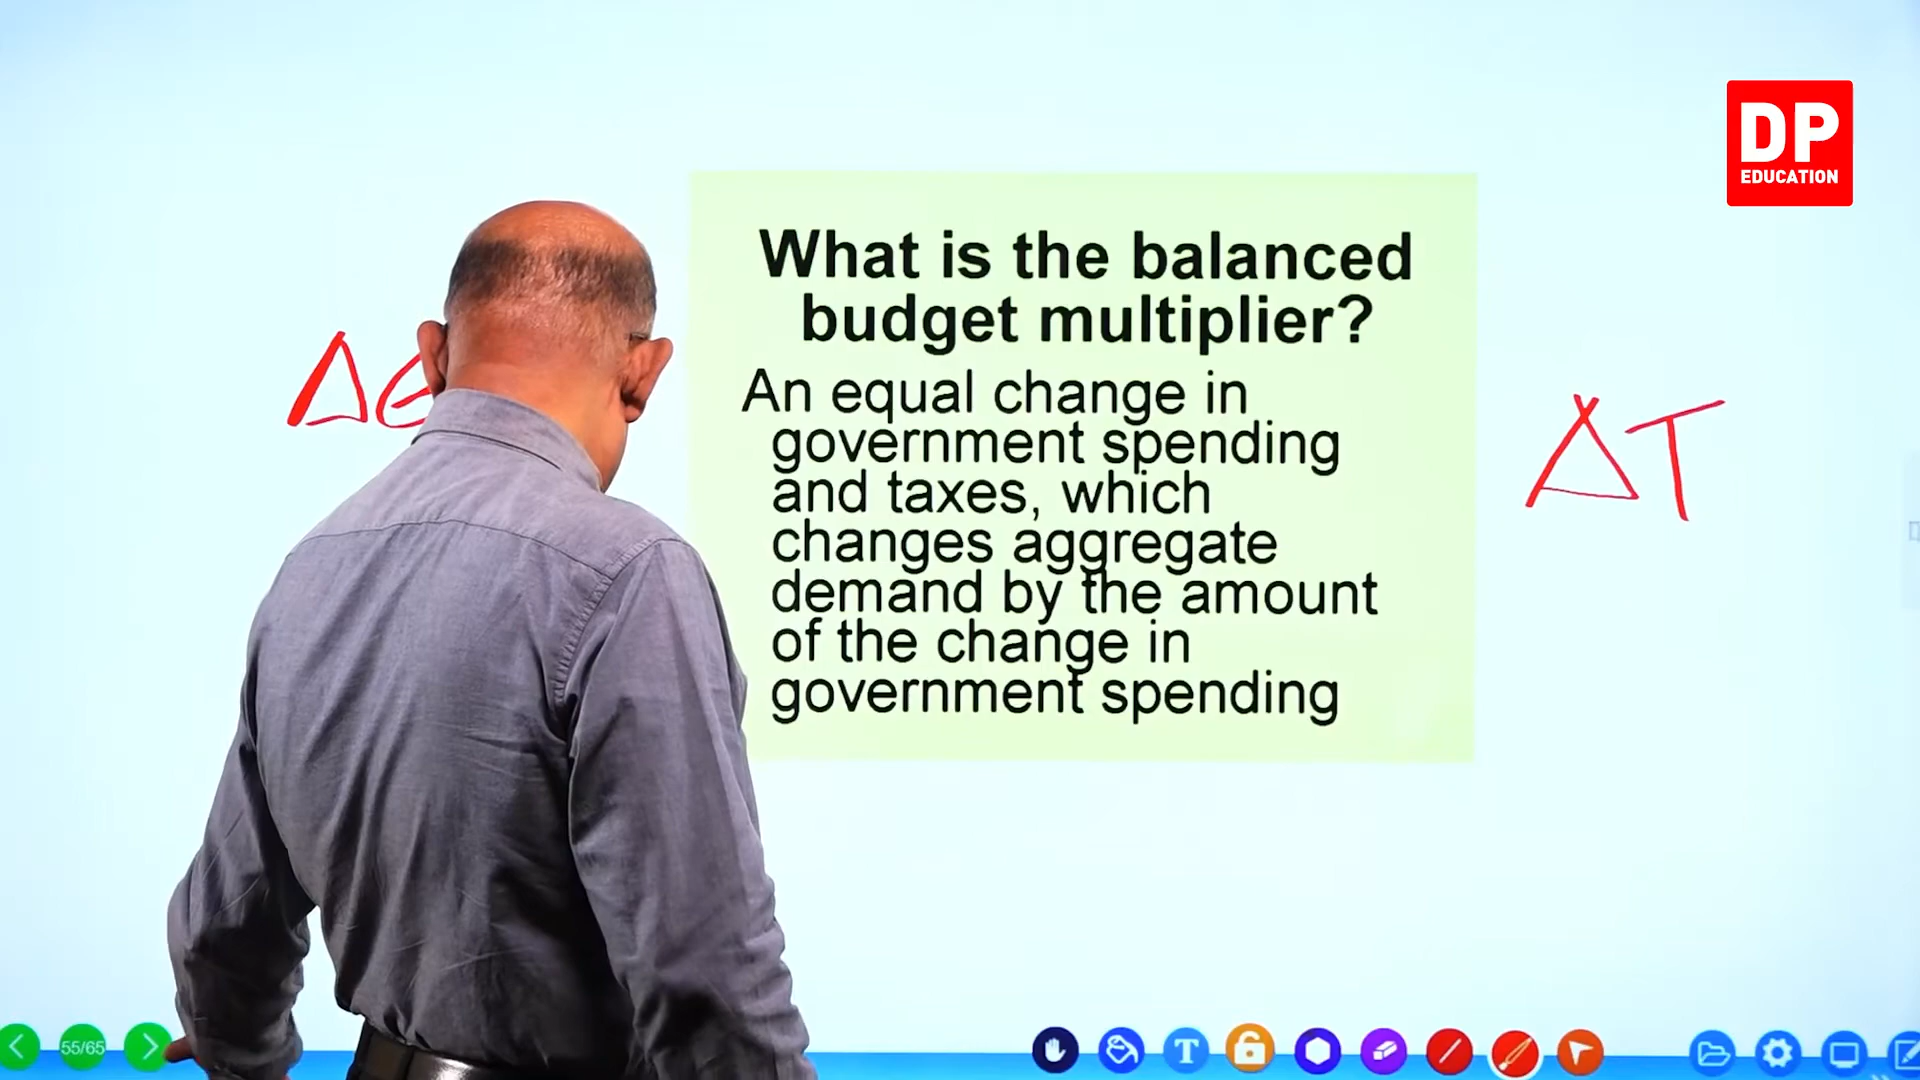 DP
EDUCATION
What is the balanced
budget multiplier?
An equal change in
government spending
and taxes, which
changes aggregate
demand by the amount
of the change in
government spending
ΔT
55/65
T